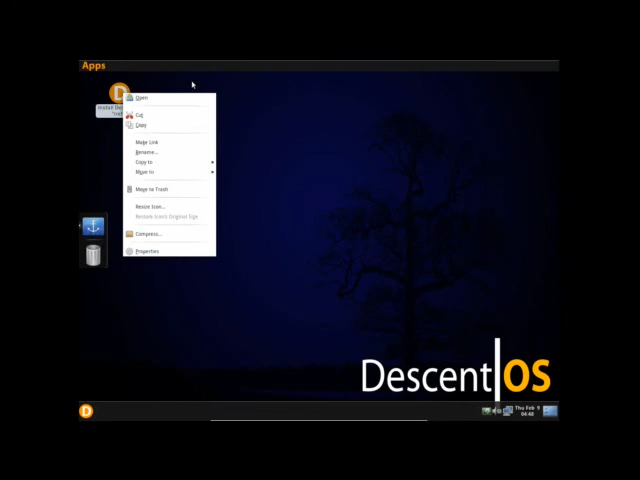 Apps
Open
Cut
Copy
Make Link
Rename...
Copy to
Move to
Move to Trash
Resize Icon...
Restore Icon's Original Size
Compress...
Properties
Descent|OS
Thu Feb 9
04:48